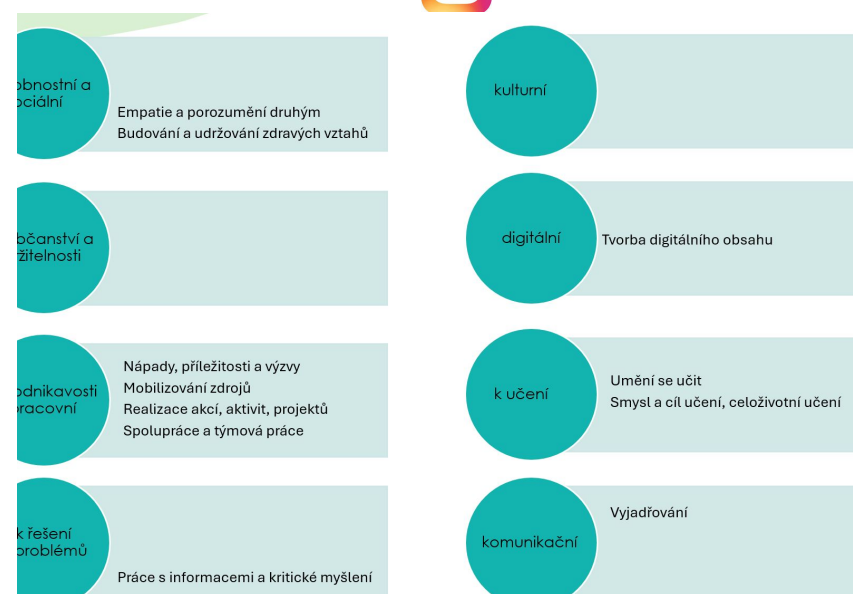 obnostní a
ociální
Empatie a porozumění druhým
Budování a udržování zdravých vztahů
bčanství a
žitelnosti
odnikavosti
pracovní
Nápady, příležitosti a výzvy
Mobilizování zdrojů
Realizace akcí, aktivit, projektů
Spolupráce a týmová práce
k řešení
problémů
Práce s informacemi a kritické myšlení
kulturní
digitální
Tvorba digitálního obsahu
k učení
Umění se učit
Smysl a cíl učení, celoživotní učení
komunikační
Vyjadřování